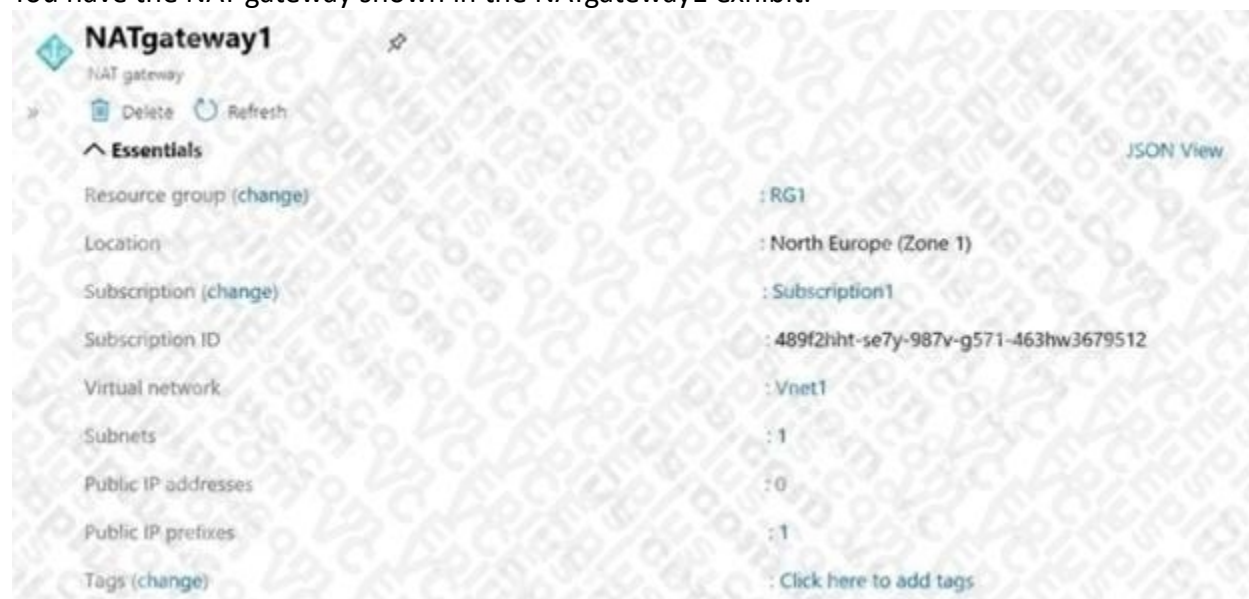 You have the NAT gateway shown in the NATgateway1 exhibit.
NATgateway1
NAT gateway
» Delete Refresh
Essentials JSON View
Resource group (change) : RG1
Location : North Europe (Zone 1)
Subscription (change) : Subscription1
Subscription ID : 489f2hht-se7y-987v-g571-463hw3679512
Virtual network : Vnet1
Subnets : 1
Public IP addresses : 0
Public IP prefixes : 1
Tags (change) : Click here to add tags